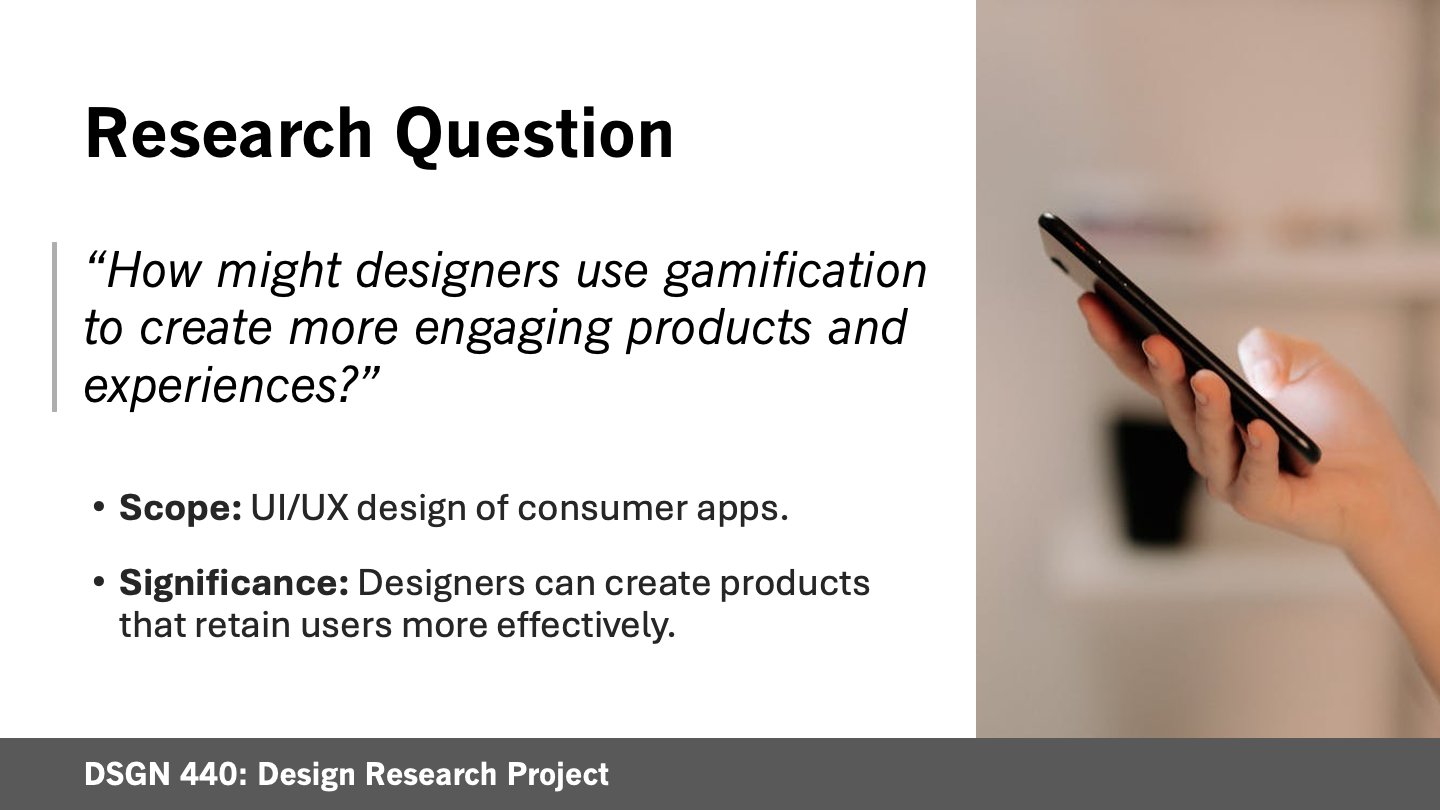 Research Question
“How might designers use gamification
to create more engaging products and
experiences?”
• Scope: UI/UX design of consumer apps.
• Significance: Designers can create products
that retain users more effectively.
DSGN 440: Design Research Project